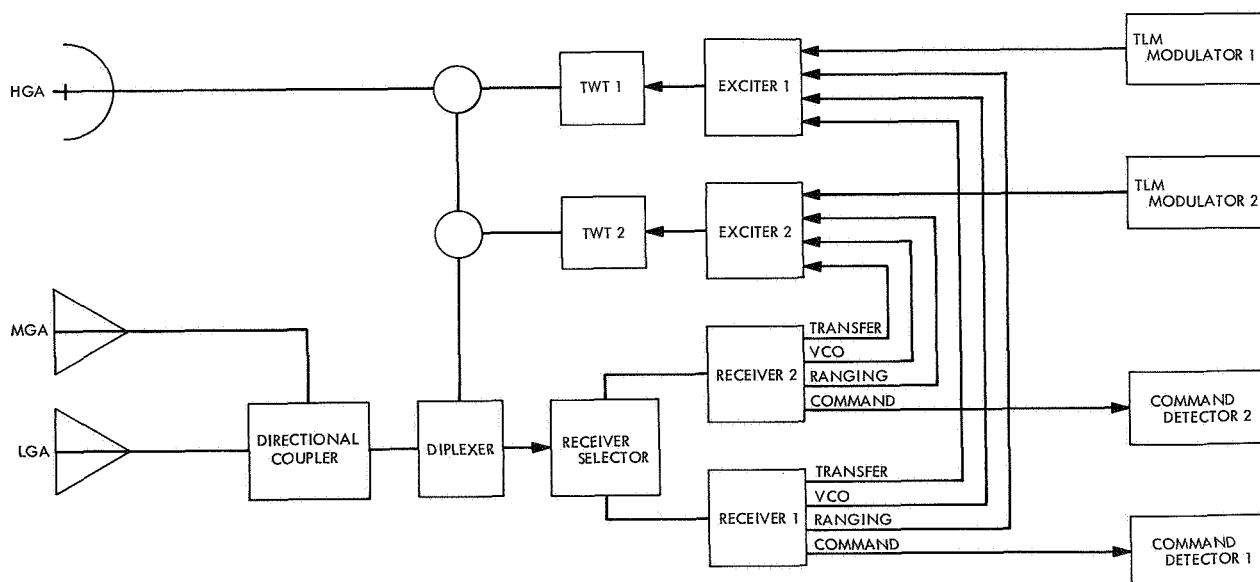 HGA
TWT 1
EXCITER 1
TLM
MODULATOR 1
TWT 2
EXCITER 2
TLM
MODULATOR 2
MGA
LGA
DIRECTIONAL
COUPLER
DIPLEXER
RECEIVER
SELECTOR
RECEIVER 2
TRANSFER
VCO
RANGING
COMMAND
COMMAND
DETECTOR 2
RECEIVER 1
TRANSFER
VCO
RANGING
COMMAND
COMMAND
DETECTOR 1